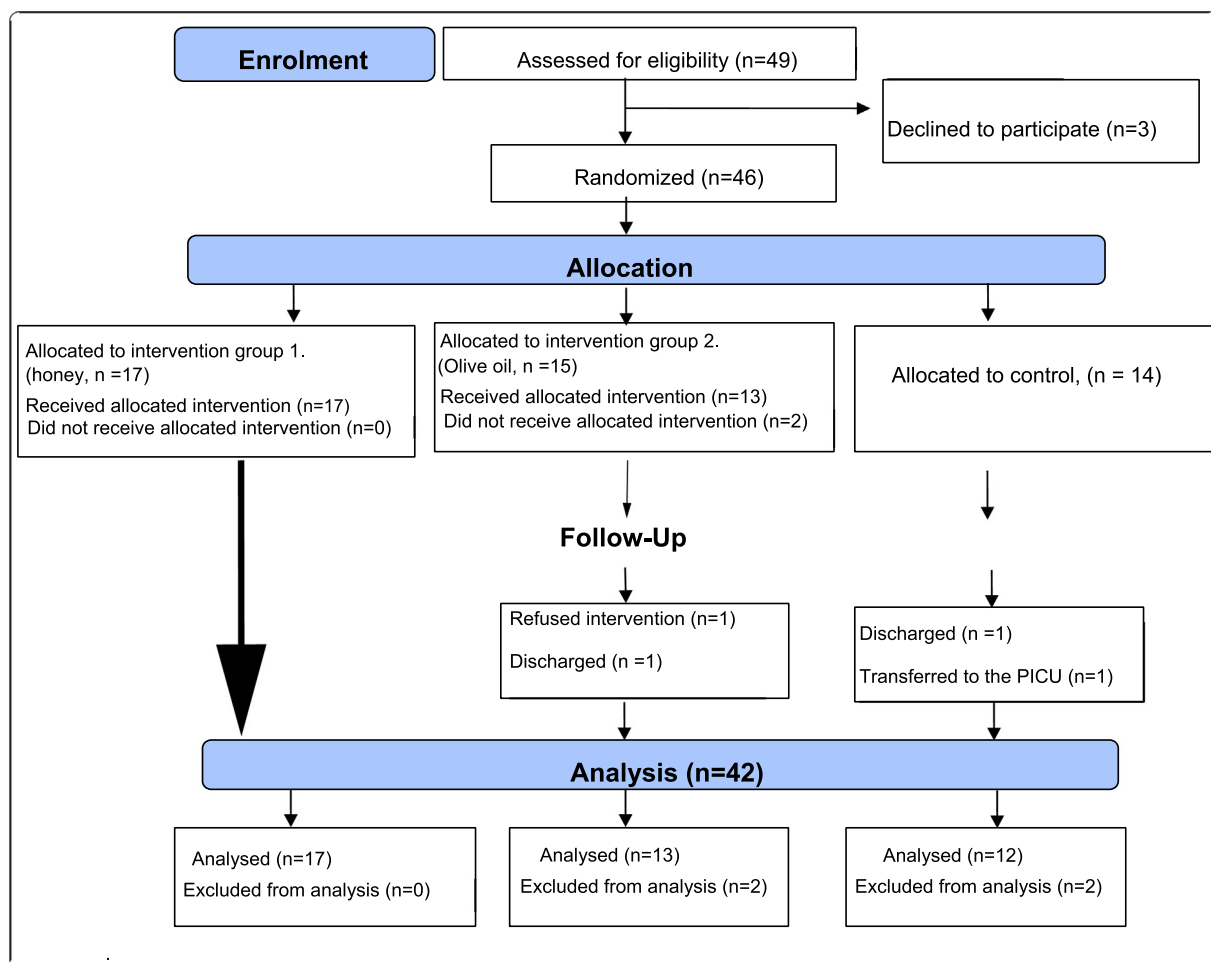 Enrolment
Assessed for eligibility (n=49)
Declined to participate (n=3)
Randomized (n=46)
Allocation
Allocated to intervention group 1.
(honey, n =17)
Received allocated intervention (n=17)
Did not receive allocated intervention (n=0)
Allocated to intervention group 2.
(Olive oil, n =15)
Received allocated intervention (n=13)
Did not receive allocated intervention (n=2)
Allocated to control, (n = 14)
Follow-Up
Refused intervention (n=1)
Discharged (n =1)
Discharged (n =1)
Transferred to the PICU (n=1)
Analysis (n=42)
Analysed (n=17)
Excluded from analysis (n=0)
Analysed (n=13)
Excluded from analysis (n=2)
Analysed (n=12)
Excluded from analysis (n=2)